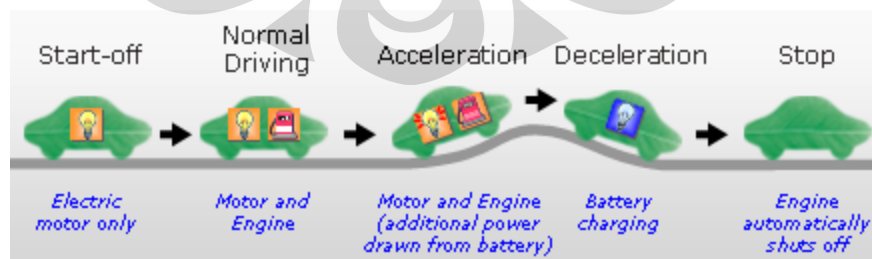 Start-off
Normal
Driving
Acceleration
Deceleration
Stop
Electric
motor only
Motor and
Engine
Motor and Engine
(additional power
drawn from battery)
Battery
charging
Engine
automatically
shuts off